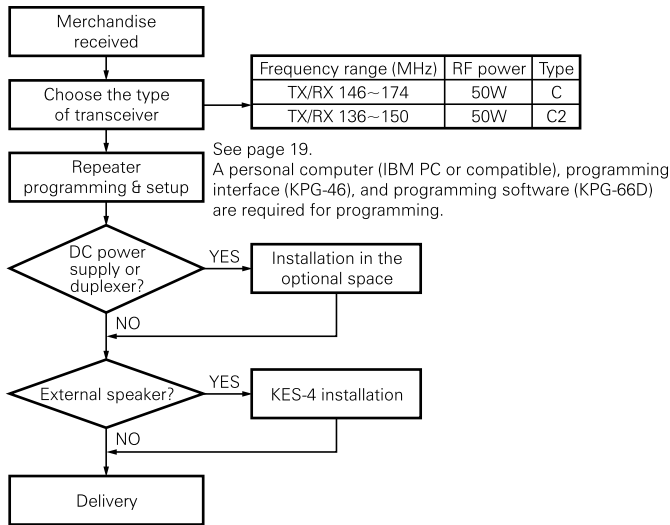 Merchandise
received
Choose the type
of transceiver
Frequency range (MHz) RF power Type
TX/RX 146~174 50W C
TX/RX 136~150 50W C2
Repeater
programming & setup
See page 19.
A personal computer (IBM PC or compatible), programming
interface (KPG-46), and programming software (KPG-66D)
are required for programming.
DC power
supply or
duplexer?
YES
Installation in the
optional space
NO
External speaker?
YES
KES-4 installation
NO
Delivery